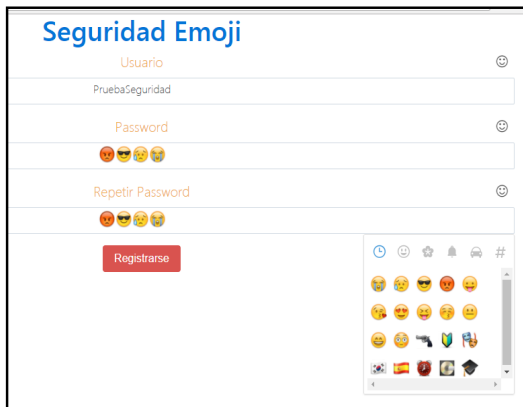 Seguridad Emoji
Usuario
PruebaSeguridad
Password
😡😎😥😭
Repetir Password
😡😎😥😭
Registrarse
#